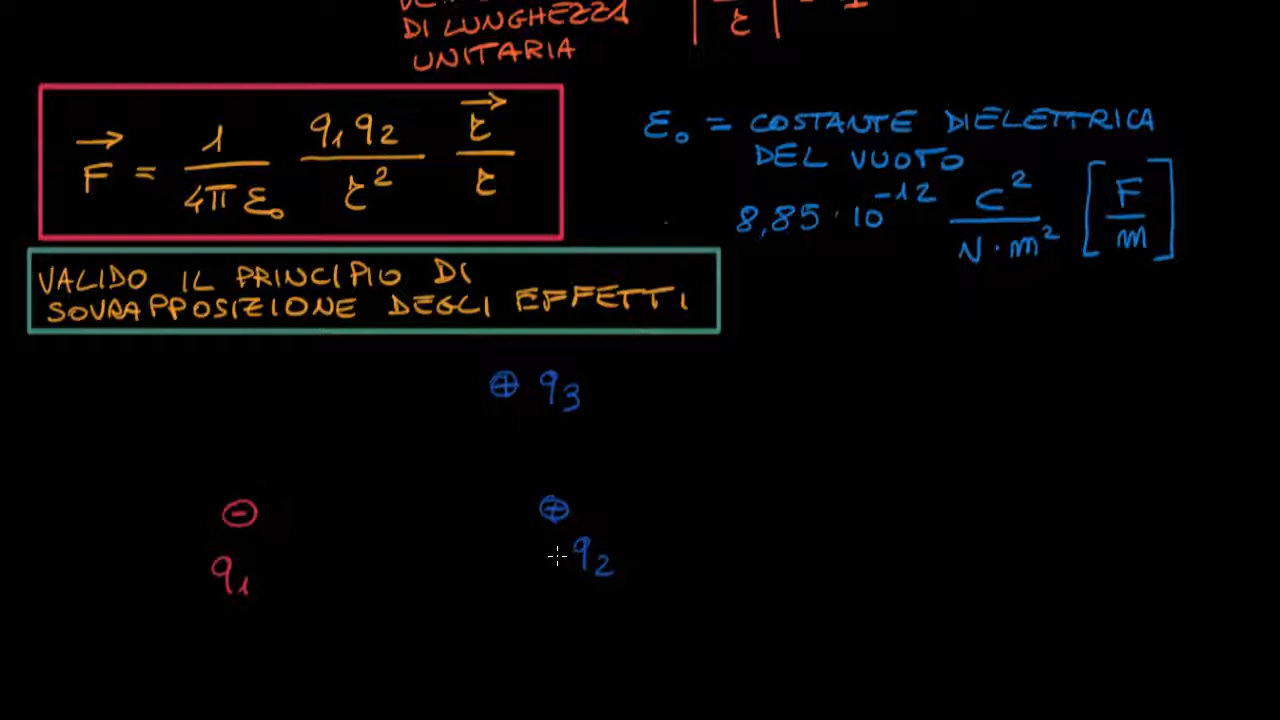 DI LUNGHEZZA
UNITARIA
F = 1 / 4πε₀ q₁q₂ / r² r / r
ε₀ = COSTANTE DIELETTRICA
DEL VUOTO
8,85 · 10⁻¹² C² / N·m² [F / m]
VALIDO IL PRINCIPIO DI
SOVRAPPOSIZIONE DEGLI EFFETTI
⊕ q₃
⊖ ⊕
q₁ q₂